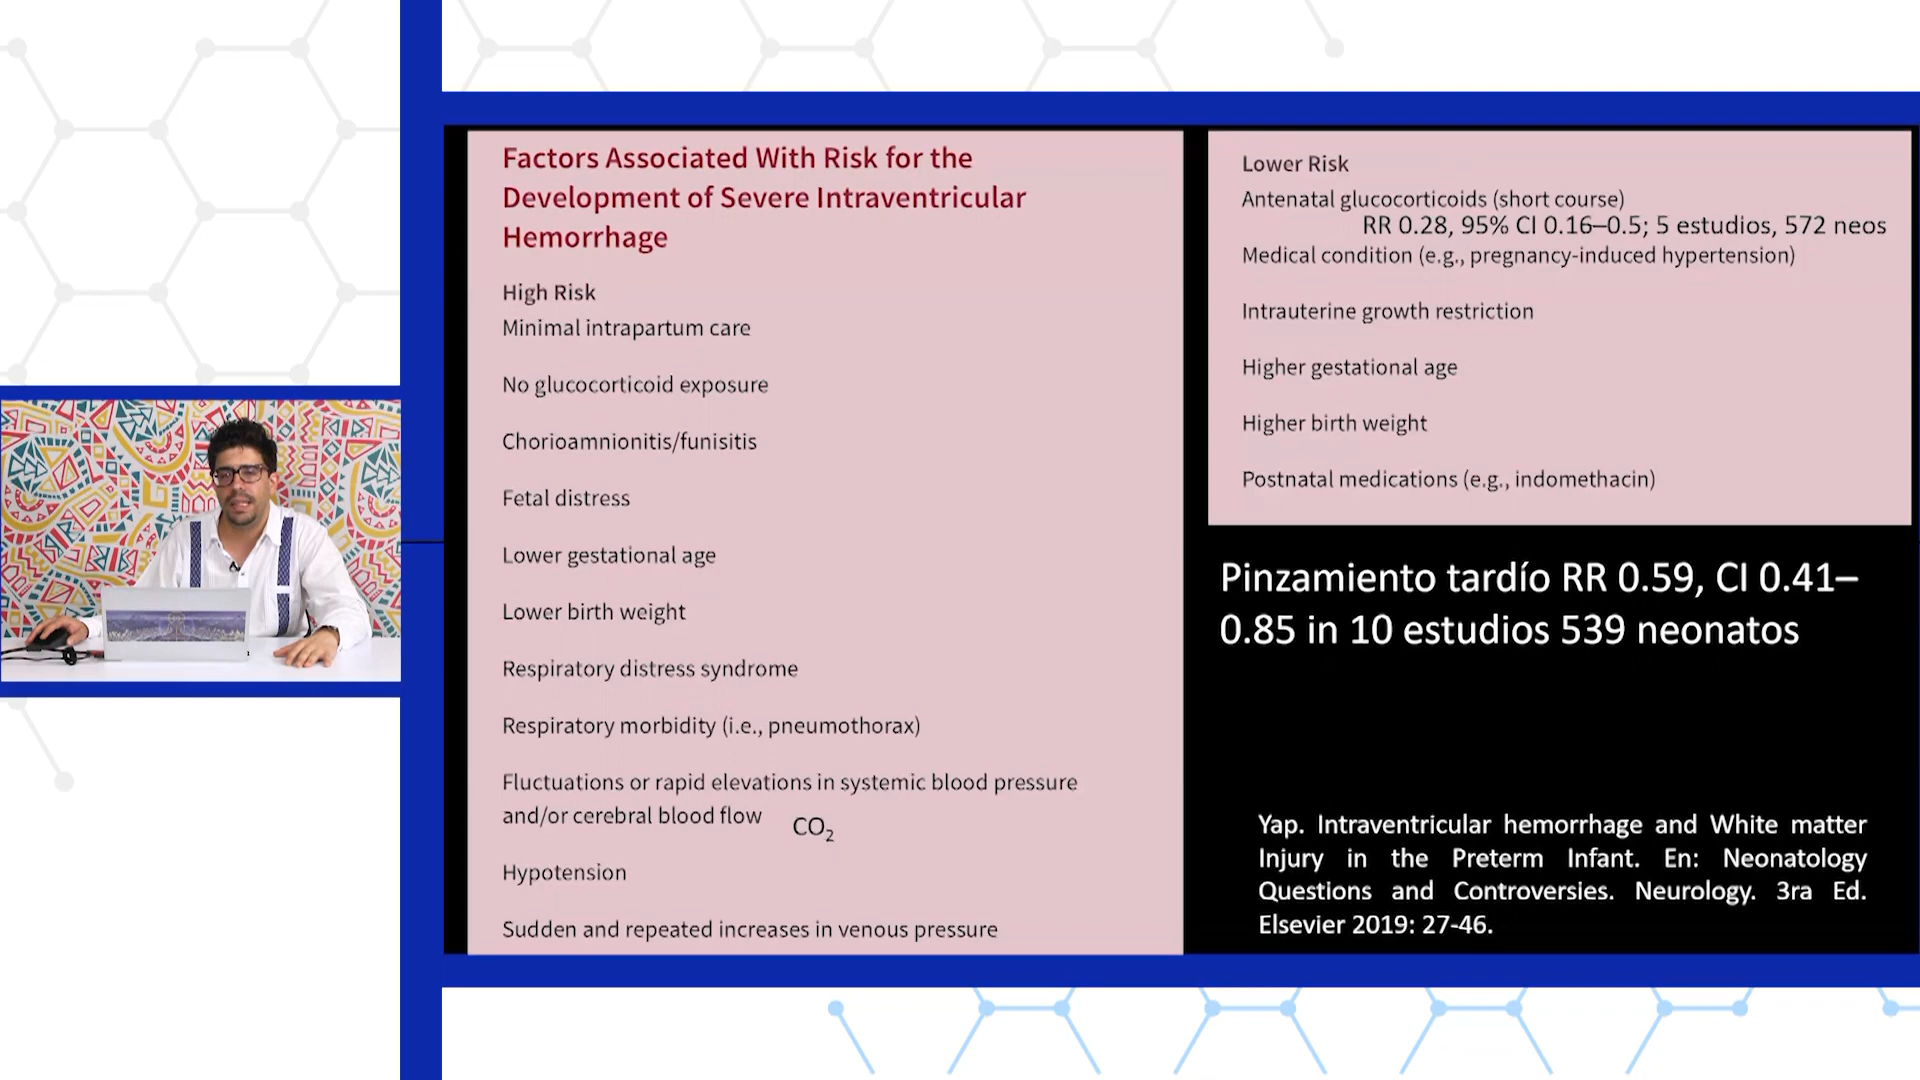 Factors Associated With Risk for the
Development of Severe Intraventricular
Hemorrhage
High Risk
Minimal intrapartum care
No glucocorticoid exposure
Chorioamnionitis/funisitis
Fetal distress
Lower gestational age
Lower birth weight
Respiratory distress syndrome
Respiratory morbidity (i.e., pneumothorax)
Fluctuations or rapid elevations in systemic blood pressure
and/or cerebral blood flow
CO₂
Hypotension
Sudden and repeated increases in venous pressure
Lower Risk
Antenatal glucocorticoids (short course)
RR 0.28, 95% CI 0.16–0.5; 5 estudios, 572 neos
Medical condition (e.g., pregnancy-induced hypertension)
Intrauterine growth restriction
Higher gestational age
Higher birth weight
Postnatal medications (e.g., indomethacin)
Pinzamiento tardío RR 0.59, CI 0.41–
0.85 in 10 estudios 539 neonatos
Yap. Intraventricular hemorrhage and White matter
Injury in the Preterm Infant. En: Neonatology
Questions and Controversies. Neurology. 3ra Ed.
Elsevier 2019: 27-46.